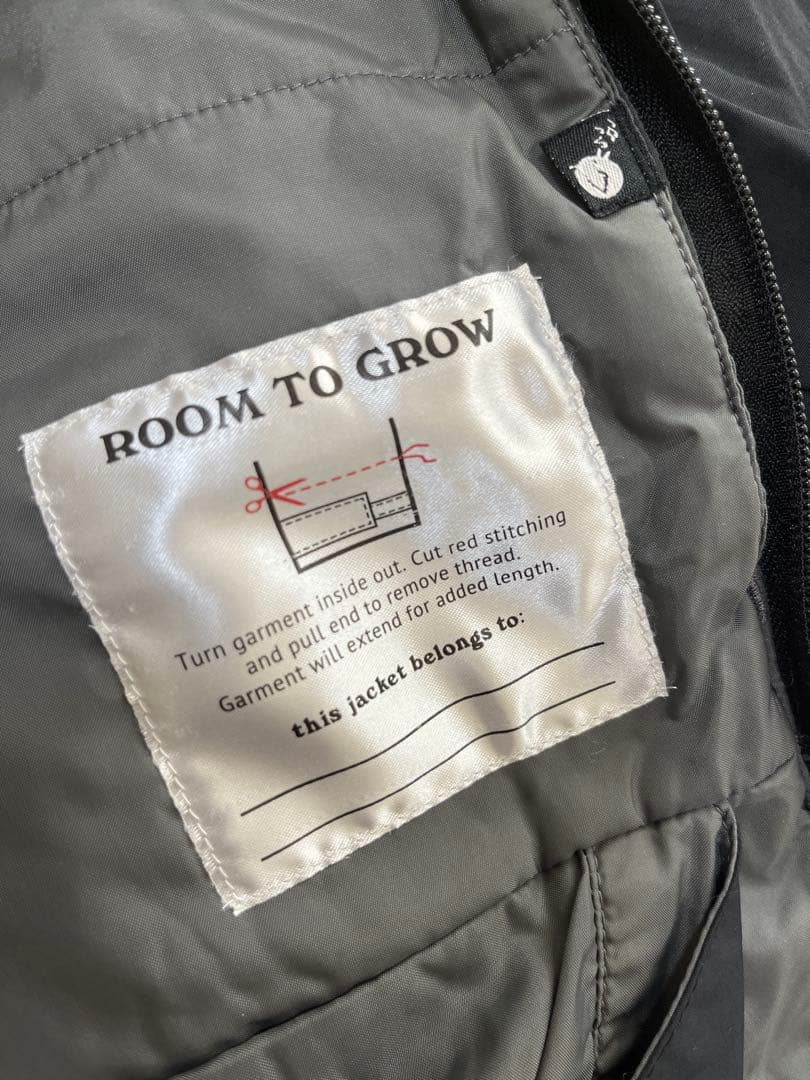 ROOM TO GROW
Turn garment inside out. Cut red stitching
and pull end to remove thread.
Garment will extend for added length.
this jacket belongs to: